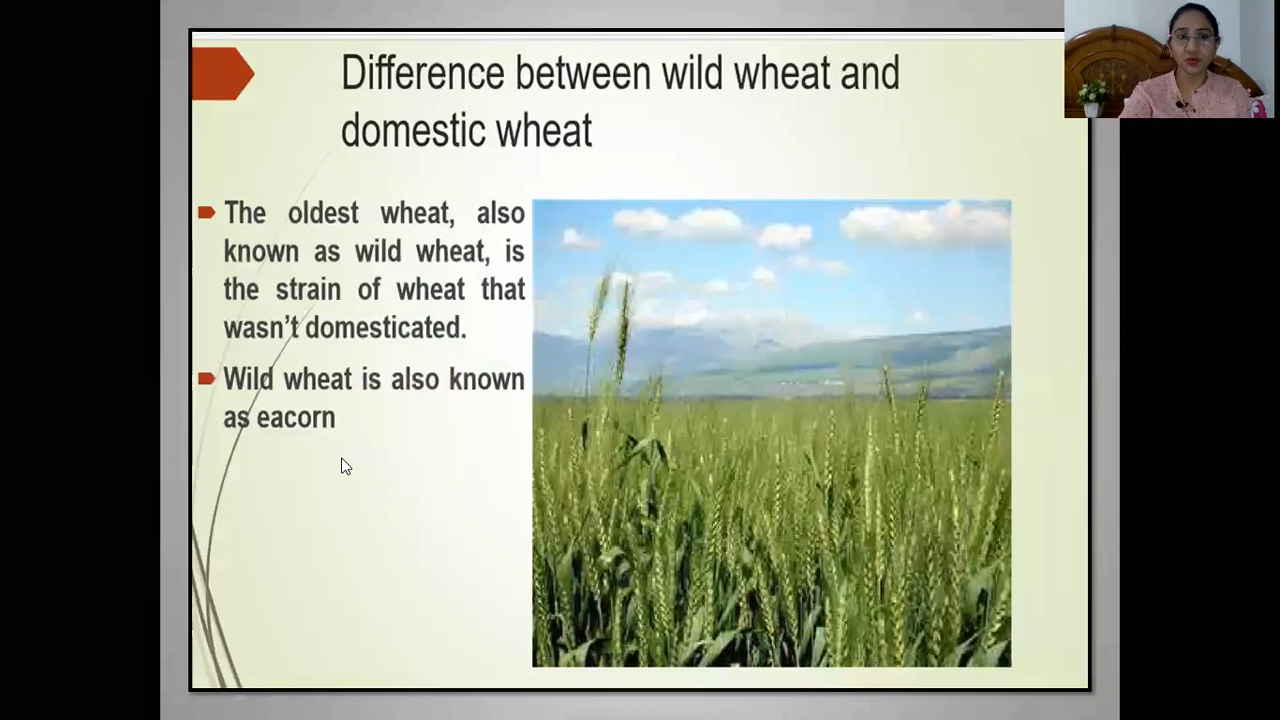 Difference between wild wheat and
domestic wheat
The oldest wheat, also
known as wild wheat, is
the strain of wheat that
wasn’t domesticated.
Wild wheat is also known
as eacorn